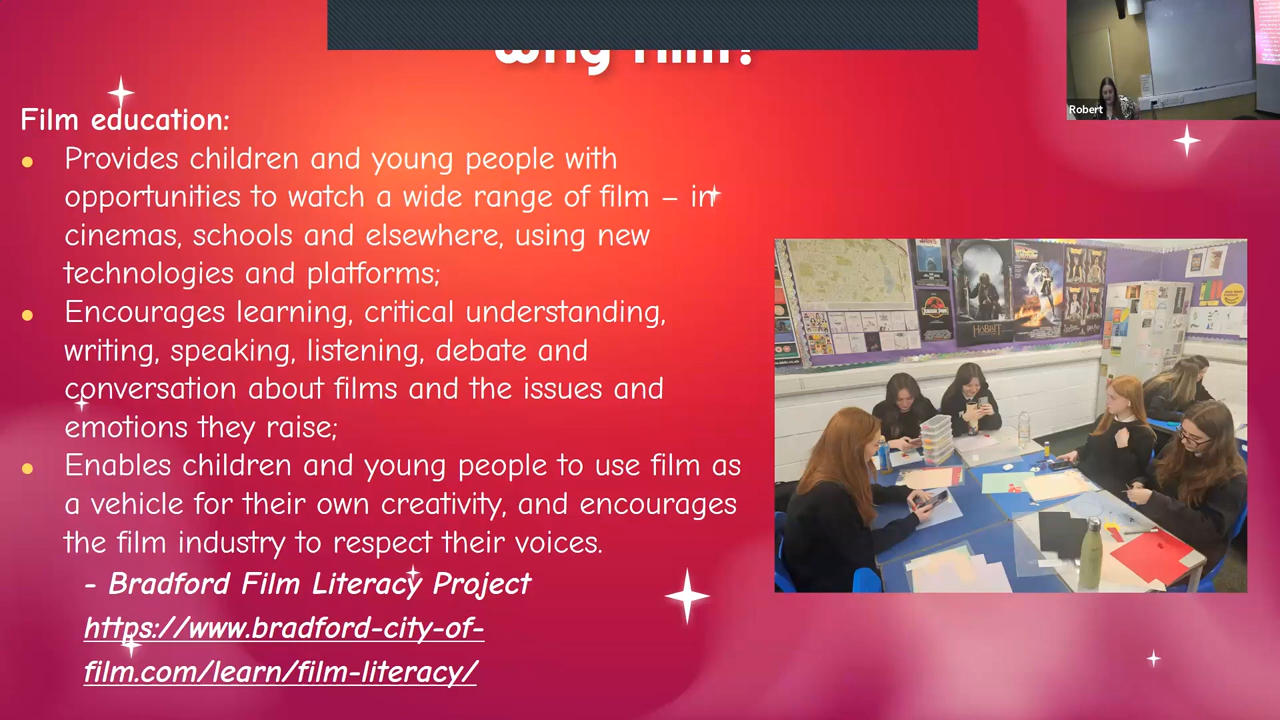 why film?
Robert
Film education:
• Provides children and young people with
opportunities to watch a wide range of film – in
cinemas, schools and elsewhere, using new
technologies and platforms;
• Encourages learning, critical understanding,
writing, speaking, listening, debate and
conversation about films and the issues and
emotions they raise;
• Enables children and young people to use film as
a vehicle for their own creativity, and encourages
the film industry to respect their voices.
- Bradford Film Literacy Project
https://www.bradford-city-of-
film.com/learn/film-literacy/
HOBBIT